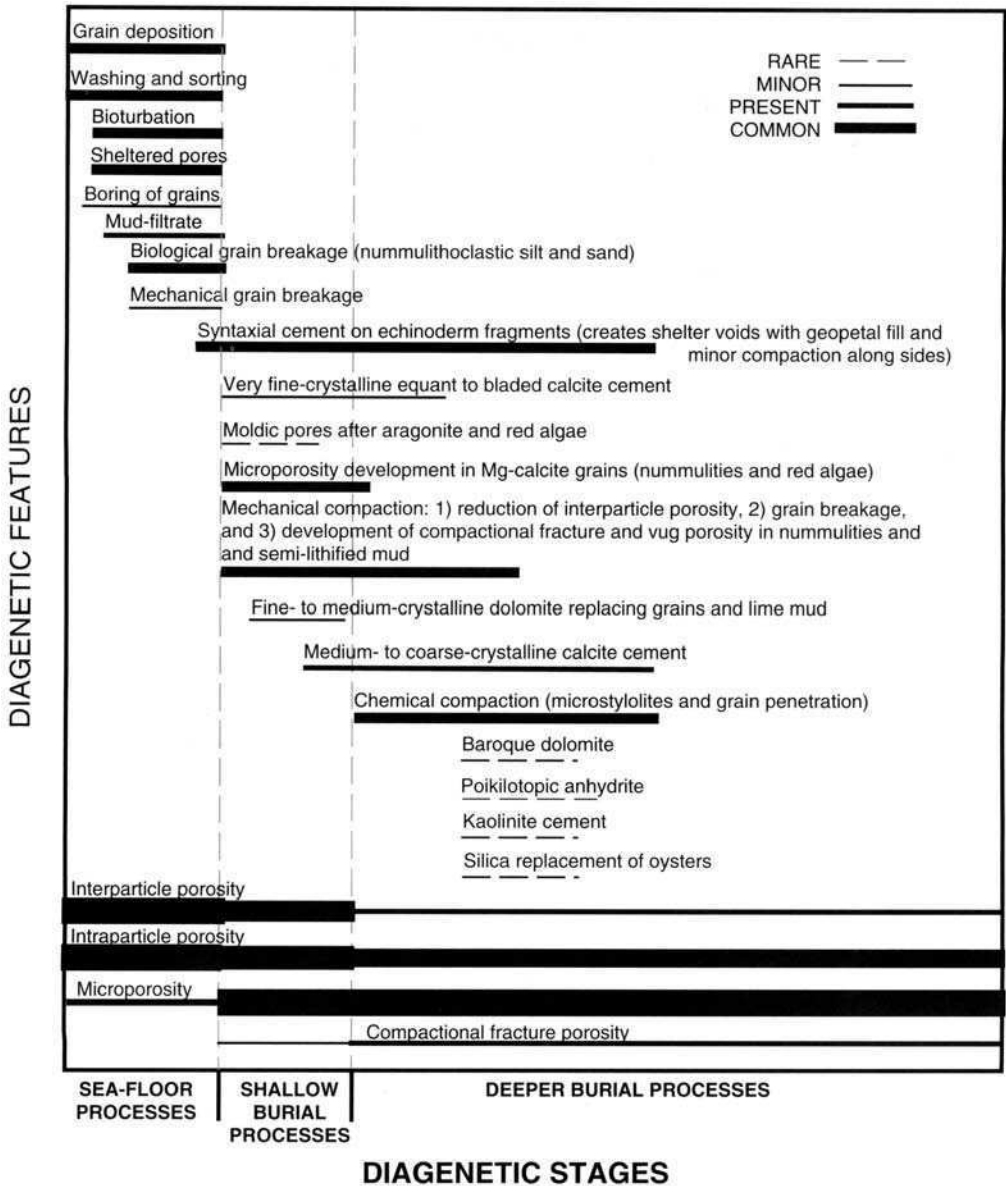 Grain deposition
Washing and sorting
Bioturbation
Sheltered pores
Boring of grains
Mud-filtrate
Biological grain breakage (nummulithoclastic silt and sand)
Mechanical grain breakage
Syntaxial cement on echinoderm fragments (creates shelter voids with geopetal fill and
minor compaction along sides)
Very fine-crystalline equant to bladed calcite cement
Moldic pores after aragonite and red algae
Microporosity development in Mg-calcite grains (nummulities and red algae)
Mechanical compaction: 1) reduction of interparticle porosity, 2) grain breakage,
and 3) development of compactional fracture and vug porosity in nummulities and
and semi-lithified mud
Fine- to medium-crystalline dolomite replacing grains and lime mud
Medium- to coarse-crystalline calcite cement
Chemical compaction (microstylolites and grain penetration)
Baroque dolomite
Poikilotopic anhydrite
Kaolinite cement
Silica replacement of oysters
Interparticle porosity
Intraparticle porosity
Microporosity
Compactional fracture porosity
RARE
MINOR
PRESENT
COMMON
DIAGENETIC FEATURES
SEA-FLOOR
PROCESSES
SHALLOW
BURIAL
PROCESSES
DEEPER BURIAL PROCESSES
DIAGENETIC STAGES